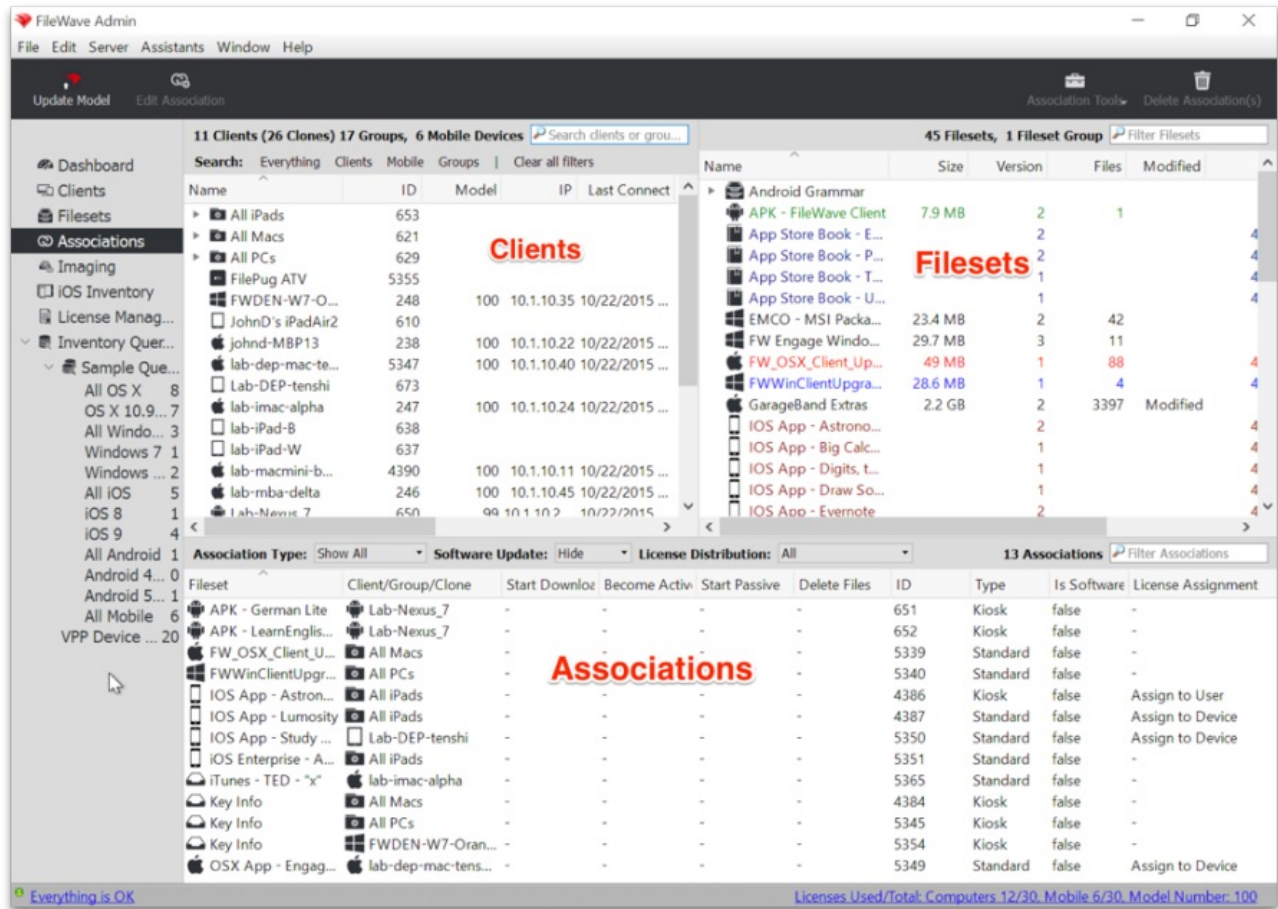 FileWave Admin
File Edit Server Assistants Window Help
Update Model Edit Association Association Tools Delete Association(s)
11 Clients (26 Clones) 17 Groups, 6 Mobile Devices Search clients or grou...
45 Filesets, 1 Fileset Group Filter Filesets
Dashboard
Clients
Filesets
Associations
Imaging
iOS Inventory
License Manag...
Inventory Quer...
Sample Que...
All OS X 8
OS X 10.9... 7
All Windo... 3
Windows 7 1
Windows ... 2
All iOS 5
iOS 8 1
iOS 9 4
All Android 1
Android 4... 0
Android 5... 1
All Mobile 6
VPP Device ... 20
Search: Everything Clients Mobile Groups | Clear all filters
Name ID Model IP Last Connect
All iPads 653
All Macs 621
All PCs 629
FilePug ATV 5355
FWDEN-W7-O... 248 100 10.1.10.35 10/22/2015 ...
JohnD's iPadAir2 610
johnd-MBP13 238 100 10.1.10.22 10/22/2015 ...
lab-dep-mac-te... 5347 100 10.1.10.40 10/22/2015 ...
Lab-DEP-tenshi 673
lab-imac-alpha 247 100 10.1.10.24 10/22/2015 ...
lab-iPad-B 638
lab-iPad-W 637
lab-macmini-b... 4390 100 10.1.10.11 10/22/2015 ...
lab-mba-delta 246 100 10.1.10.45 10/22/2015 ...
Lab-Nexus 7 650 99 10.1.10.2 10/22/2015
Clients
Name Size Version Files Modified
Android Grammar
APK - FileWave Client 7.9 MB 2 1
App Store Book - E... 2 4
App Store Book - P... 2 4
App Store Book - T... 1 4
App Store Book - U... 1 4
EMCO - MSI Packa... 23.4 MB 2 42
FW Engage Windo... 29.7 MB 3 11
FW_OSX_Client_Up... 49 MB 1 88 4
FWWinClientUpgra... 28.6 MB 1 4 4
GarageBand Extras 2.2 GB 2 3397 Modified
IOS App - Astrono... 2 4
IOS App - Big Calc... 1 4
IOS App - Digits, t... 1 4
IOS App - Draw So... 1 4
IOS App - Evernote 2 4
Filesets
Association Type: Show All Software Update: Hide License Distribution: All 13 Associations Filter Associations
Fileset Client/Group/Clone Start Downloa Become Activ Start Passive Delete Files ID Type Is Software License Assignment
APK - German Lite Lab-Nexus_7 - - - - 651 Kiosk false -
APK - LearnEnglis... Lab-Nexus_7 - - - - 652 Kiosk false -
FW_OSX_Client_U... All Macs - - - - 5339 Standard false -
FWWinClientUpgr... All PCs - - - - 5340 Standard false -
IOS App - Astron... All iPads - - - - 4386 Kiosk false Assign to User
IOS App - Lumosity All iPads - - - - 4387 Standard false Assign to Device
IOS App - Study ... Lab-DEP-tenshi - - - - 5350 Standard false Assign to Device
iOS Enterprise - A... All iPads - - - - 5351 Standard false -
iTunes - TED - "x" lab-imac-alpha - - - - 5365 Standard false -
Key Info All Macs - - - - 4384 Kiosk false -
Key Info All PCs - - - - 5345 Kiosk false -
Key Info FWDEN-W7-Oran... - - - - 5354 Kiosk false -
OSX App - Engag... lab-dep-mac-tens... - - - - 5349 Standard false Assign to Device
Associations
Everything is OK
Licenses Used/Total: Computers 12/30, Mobile 6/30, Model Number: 100